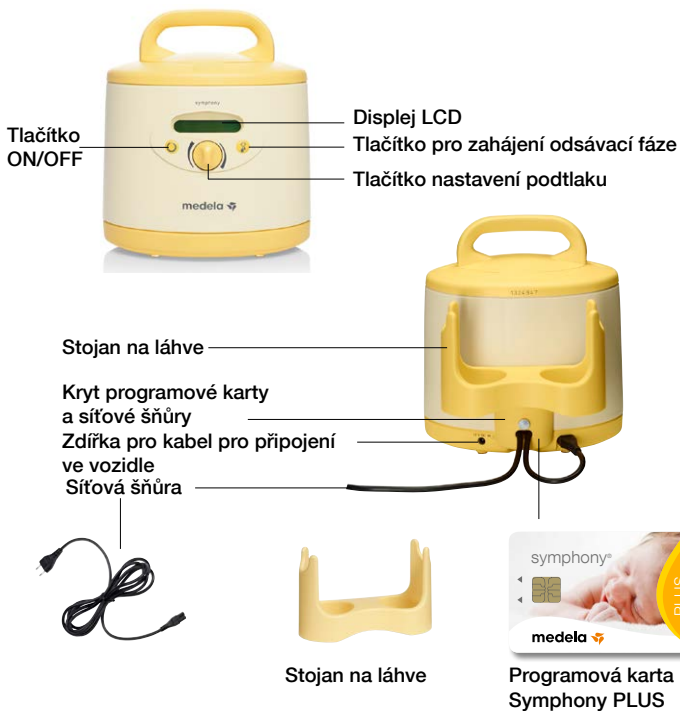 symphony
Tlačítko
ON/OFF
Displej LCD
Tlačítko pro zahájení odsávací fáze
Tlačítko nastavení podtlaku
medela
Stojan na láhve
Kryt programové karty
a síťové šňůry
Zdířka pro kabel pro připojení
ve vozidle
Síťová šňůra
symphony®
PLUS
medela
Stojan na láhve
Programová karta
Symphony PLUS